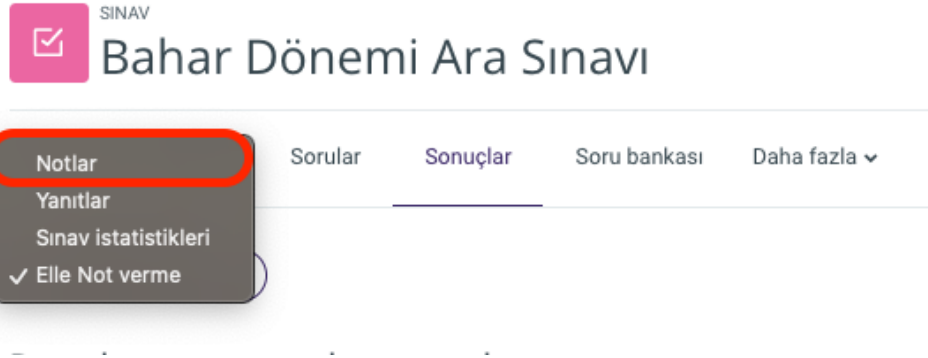 SINAV
Bahar Dönemi Ara Sınavı
Notlar
Yanıtlar
Sınav istatistikleri
✓ Elle Not verme
Sorular
Sonuçlar
Soru bankası
Daha fazla